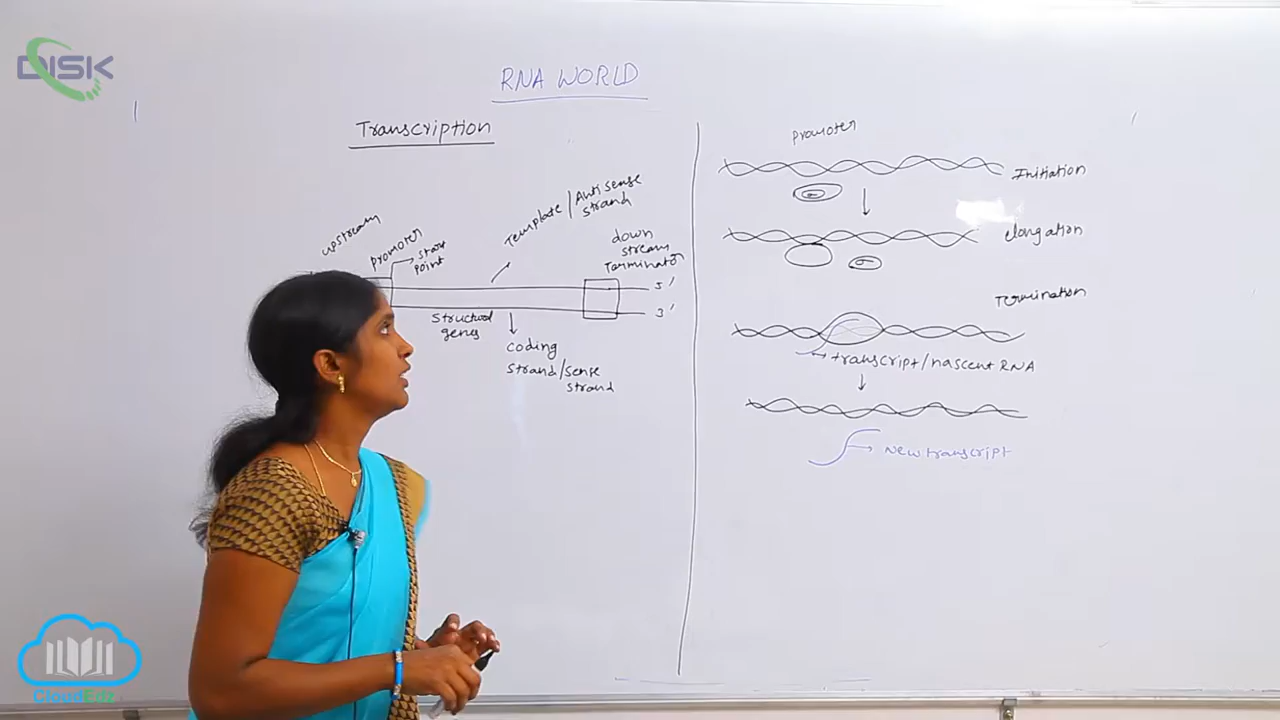 DISK
RNA WORLD
Transcription
upstream
promoter
start
point
Template/Anti sense
strand
down
stream
Terminator
5'
3'
Structural
genes
coding
strand/sense
strand
promoter
Initiation
elongation
Termination
transcript/nascent RNA
New transcript
CloudEdz